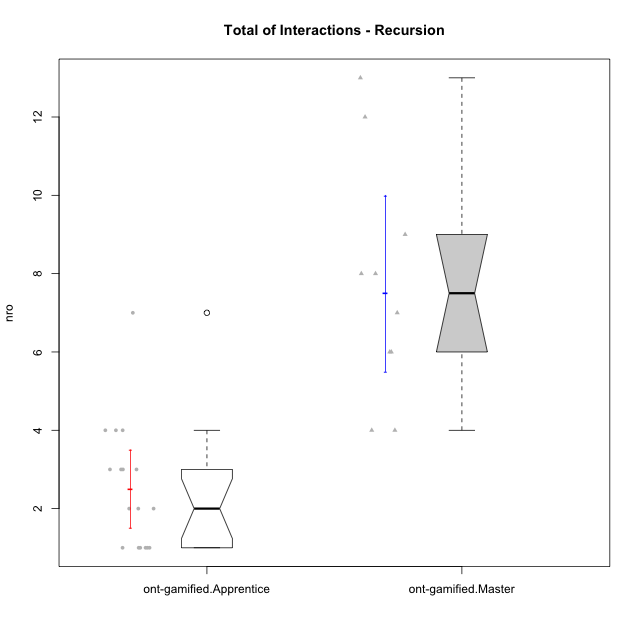 Total of Interactions - Recursion
12
10
8
6
4
2
nro
ont-gamified.Apprentice
ont-gamified.Master